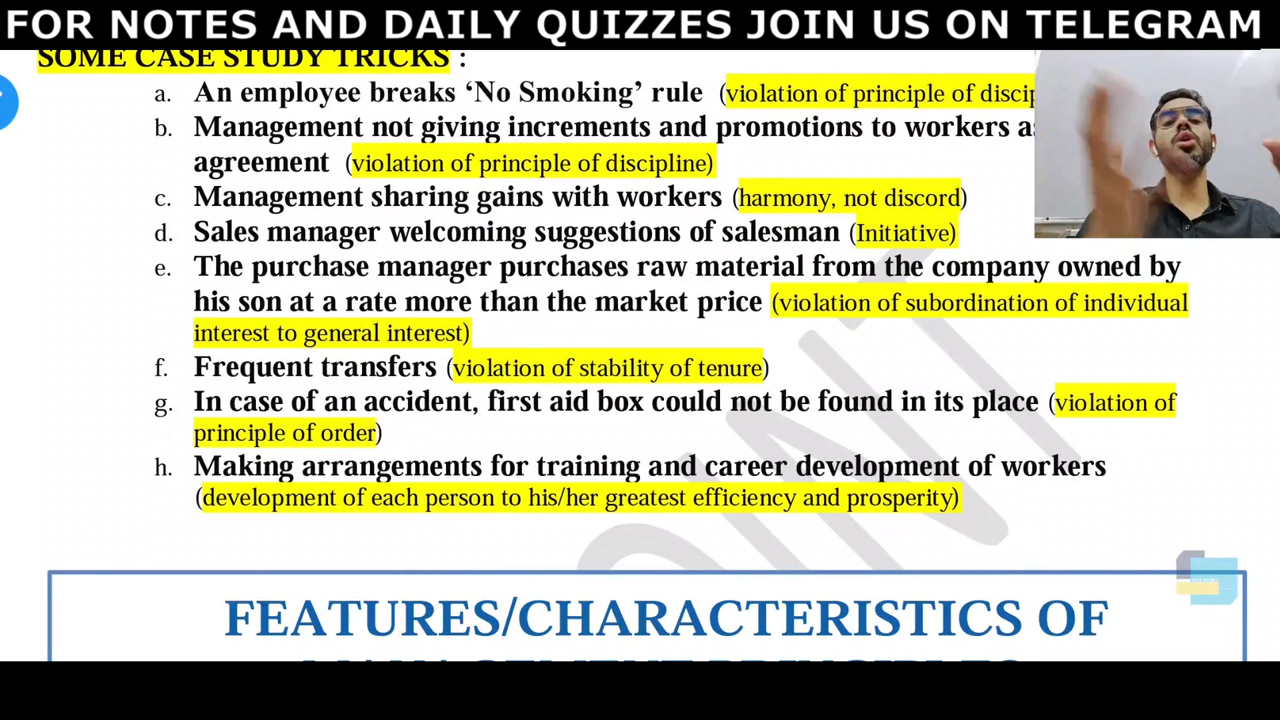 FOR NOTES AND DAILY QUIZZES JOIN US ON TELEGRAM
SOME CASE STUDY TRICKS :
a. An employee breaks ‘No Smoking’ rule (violation of principle of
b. Management not giving increments and promotions to workers
agreement (violation of principle of discipline)
c. Management sharing gains with workers (harmony, not discord)
d. Sales manager welcoming suggestions of salesman (Initiative)
e. The purchase manager purchases raw material from the company owned by
his son at a rate more than the market price (violation of subordination of individual
interest to general interest)
f. Frequent transfers (violation of stability of tenure)
g. In case of an accident, first aid box could not be found in its place (violation of
principle of order)
h. Making arrangements for training and career development of workers
(development of each person to his/her greatest efficiency and prosperity)
FEATURES/CHARACTERISTICS OF
MANAGEMENT PRINCIPLES